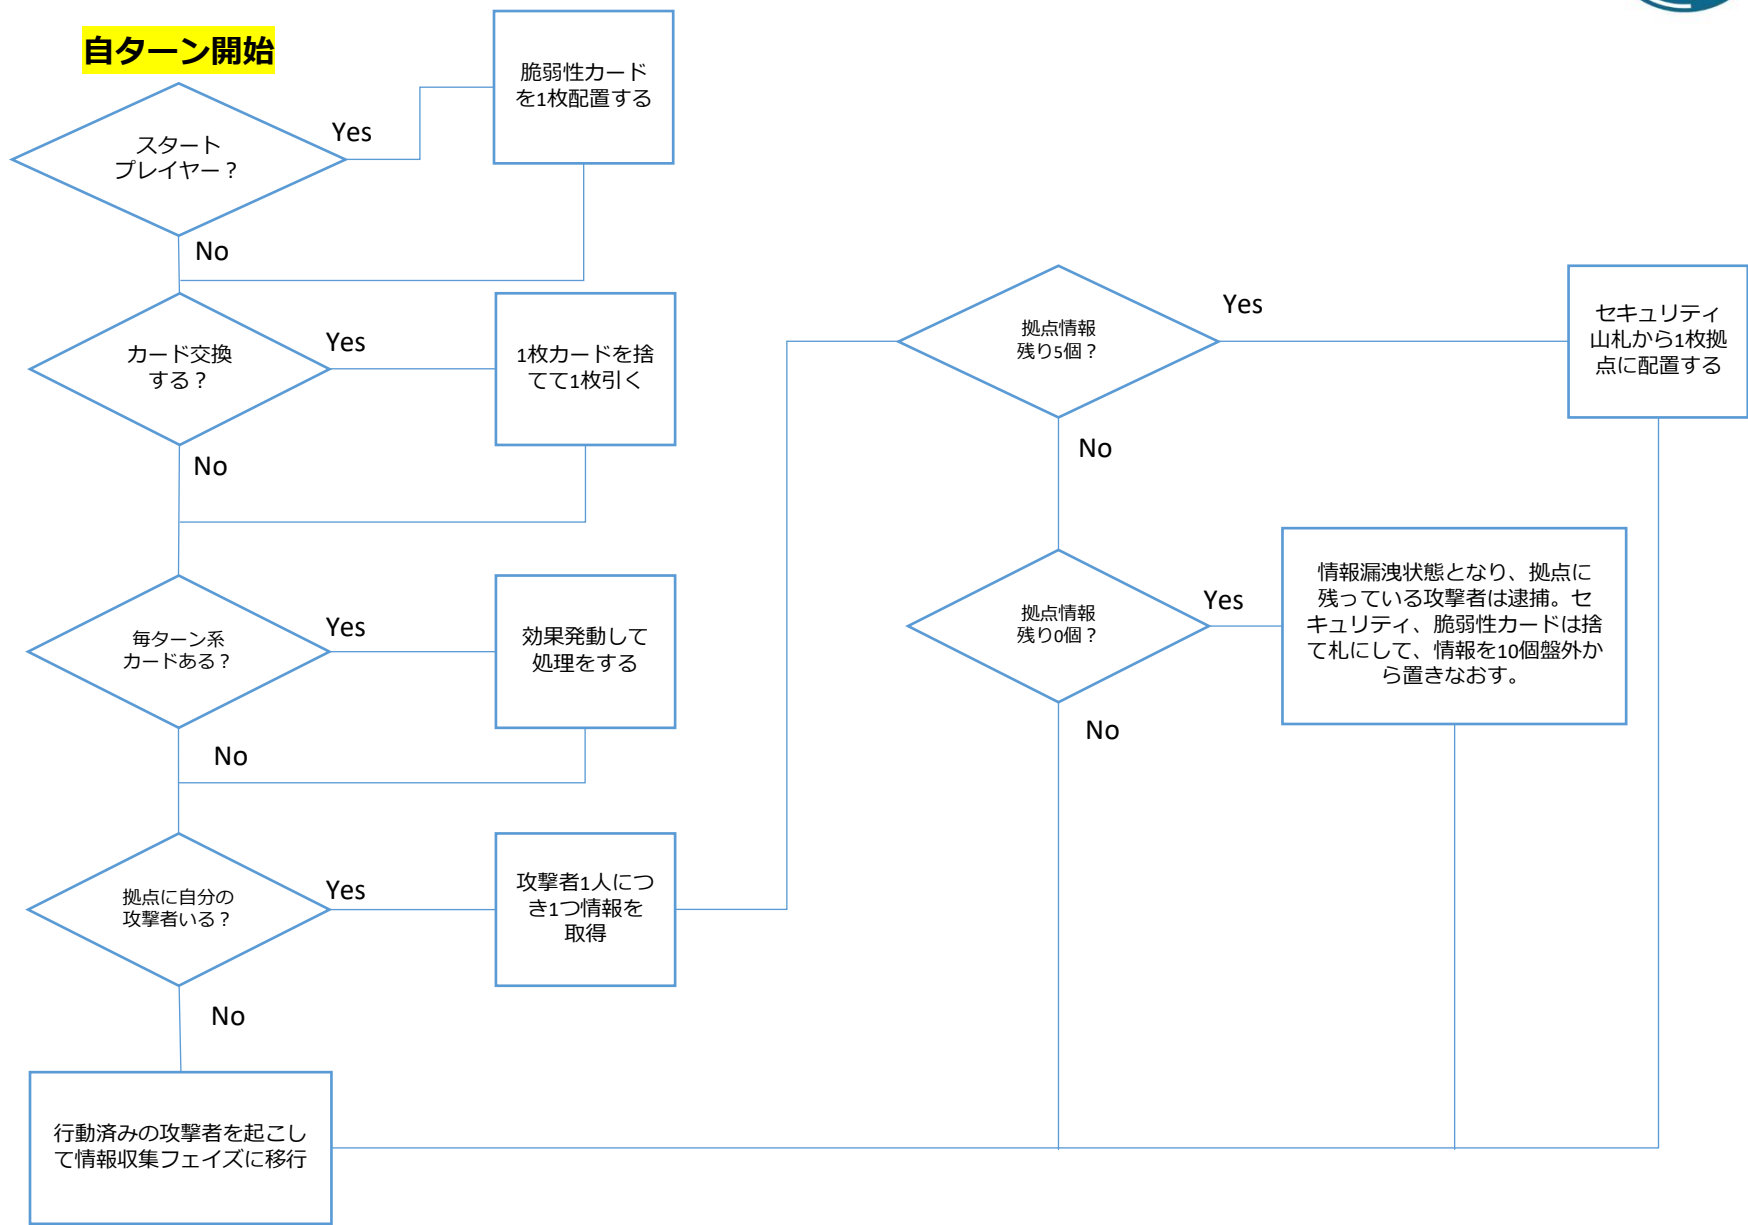 自ターン開始
スタート
プレイヤー？
Yes
脆弱性カード
を1枚配置する
No
カード交換
する？
Yes
1枚カードを捨
てて1枚引く
No
毎ターン系
カードある？
Yes
効果発動して
処理をする
No
拠点に自分の
攻撃者いる？
Yes
攻撃者1人につ
き1つ情報を
取得
No
行動済みの攻撃者を起こし
て情報収集フェイズに移行
拠点情報
残り5個？
Yes
セキュリティ
山札から1枚拠
点に配置する
No
拠点情報
残り0個？
Yes
情報漏洩状態となり、拠点に
残っている攻撃者は逮捕。セ
キュリティ、脆弱性カードは捨
て札にして、情報を10個盤外か
ら置きなおす。
No